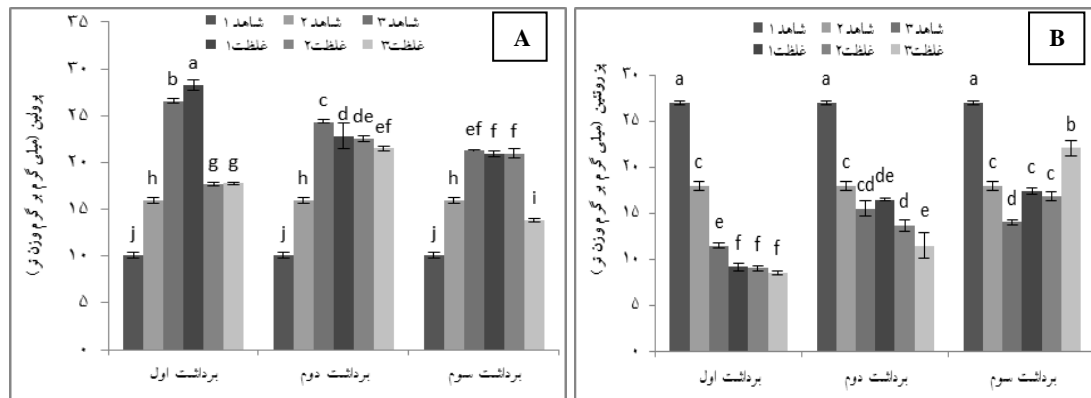 شاهد ۱ شاهد ۲ شاهد ۳
غلظت۱ غلظت۲ غلظت۳
A
پرولین (میلی گرم بر گرم وزن تر)
۳۵
۳۰
۲۵
۲۰
۱۵
۱۰
۵
۰
j h b a g g
j h c d de ef
j h ef f f i
برداشت اول برداشت دوم برداشت سوم
شاهد ۱ شاهد ۲ شاهد ۳
غلظت۱ غلظت۲ غلظت۳
B
پزروتئین (میلی گرم بر گرم وزن تر)
۳۰
۲۵
۲۰
۱۵
۱۰
۵
۰
a c e f f f
a c cd de d e
a c d c c b
برداشت اول برداشت دوم برداشت سوم